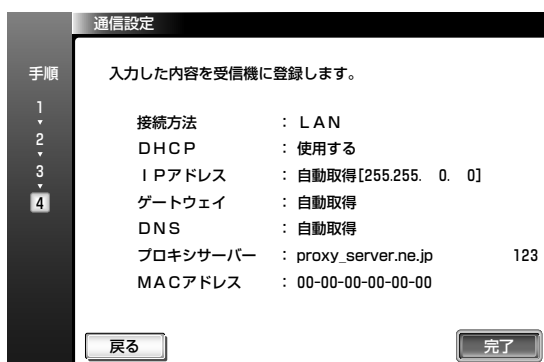 通信設定
手順
1
2
3
4
入力した内容を受信機に登録します。
接続方法 ： ＬＡＮ
ＤＨＣＰ ： 使用する
ＩＰアドレス ： 自動取得[255.255. 0. 0]
ゲートウェイ ： 自動取得
ＤＮＳ ： 自動取得
プロキシサーバー ： proxy_server.ne.jp 123
ＭＡＣアドレス ： 00-00-00-00-00-00
戻る 完了